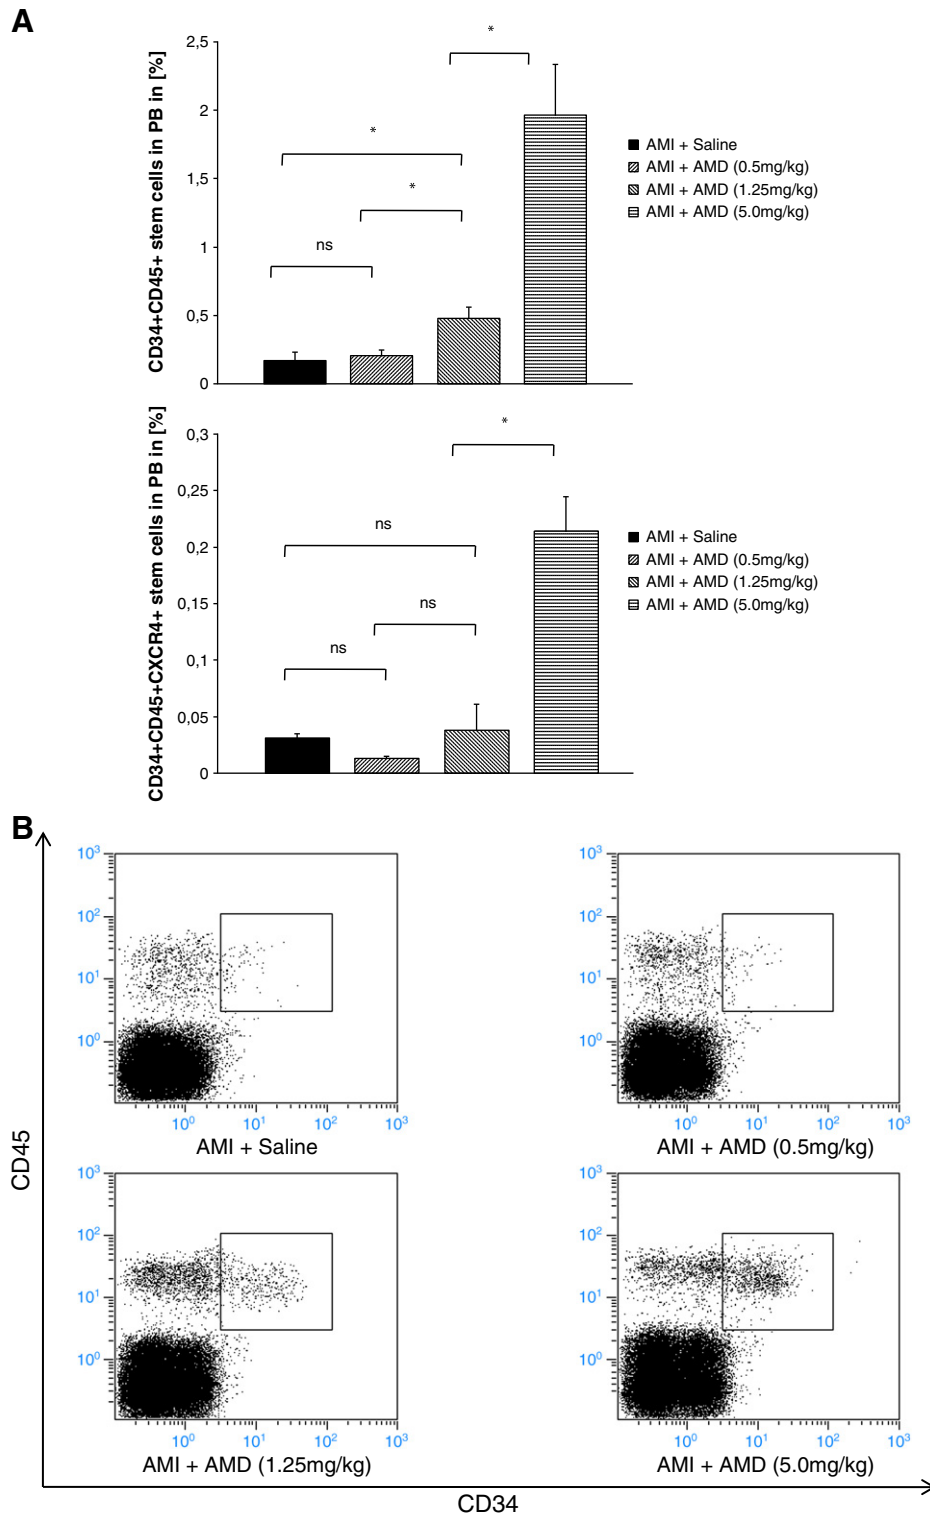 A
CD34+CD45+ stem cells in PB in [%]
2,5
2
1,5
1
0,5
0
*
*
*
ns
AMI + Saline
AMI + AMD (0.5mg/kg)
AMI + AMD (1.25mg/kg)
AMI + AMD (5.0mg/kg)
CD34+CD45+CXCR4+ stem cells in PB in [%]
0,3
0,25
0,2
0,15
0,1
0,05
0
*
ns
ns
ns
AMI + Saline
AMI + AMD (0.5mg/kg)
AMI + AMD (1.25mg/kg)
AMI + AMD (5.0mg/kg)
B
CD45
10³
10²
10¹
10⁰
10⁰ 10¹ 10² 10³
AMI + Saline
10³
10²
10¹
10⁰
10⁰ 10¹ 10² 10³
AMI + AMD (0.5mg/kg)
10³
10²
10¹
10⁰
10⁰ 10¹ 10² 10³
AMI + AMD (1.25mg/kg)
10³
10²
10¹
10⁰
10⁰ 10¹ 10² 10³
AMI + AMD (5.0mg/kg)
CD34